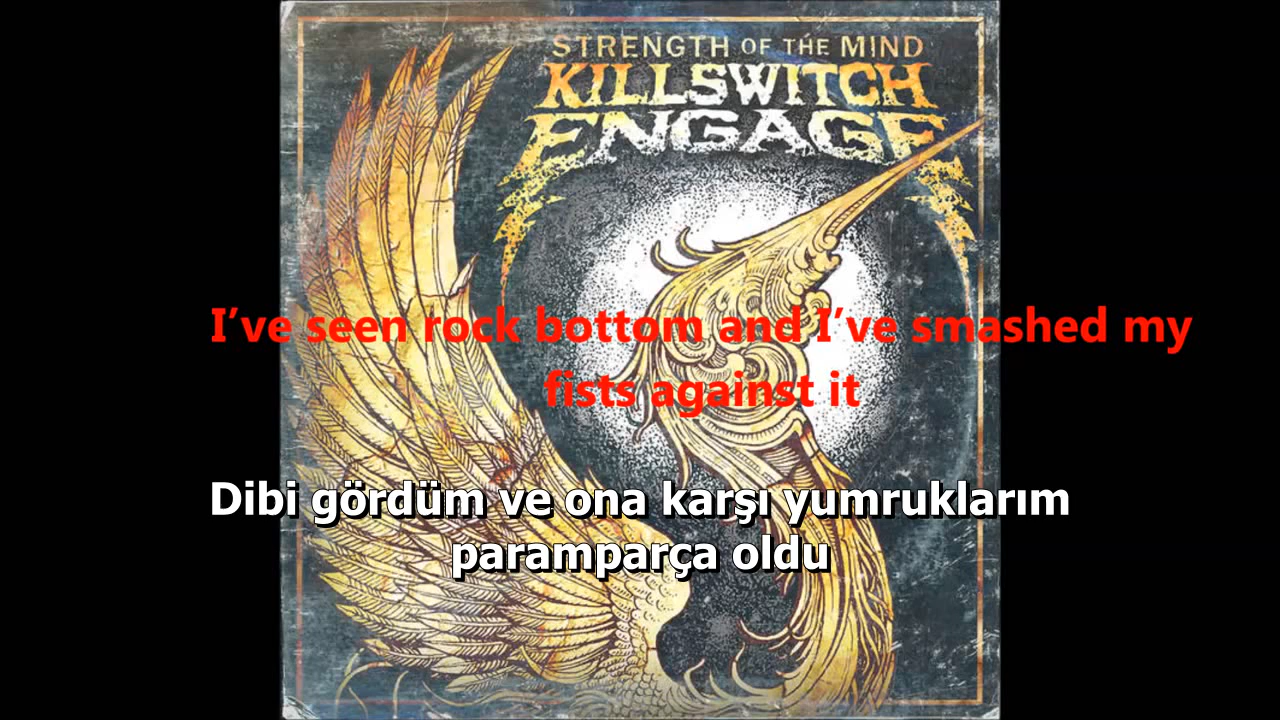 STRENGTH OF THE MIND
KILLSWITCH
ENGAGE
I’ve seen rock bottom and I’ve smashed my
fists against it
Dibi gördüm ve ona karşı yumruklarım
paramparça oldu